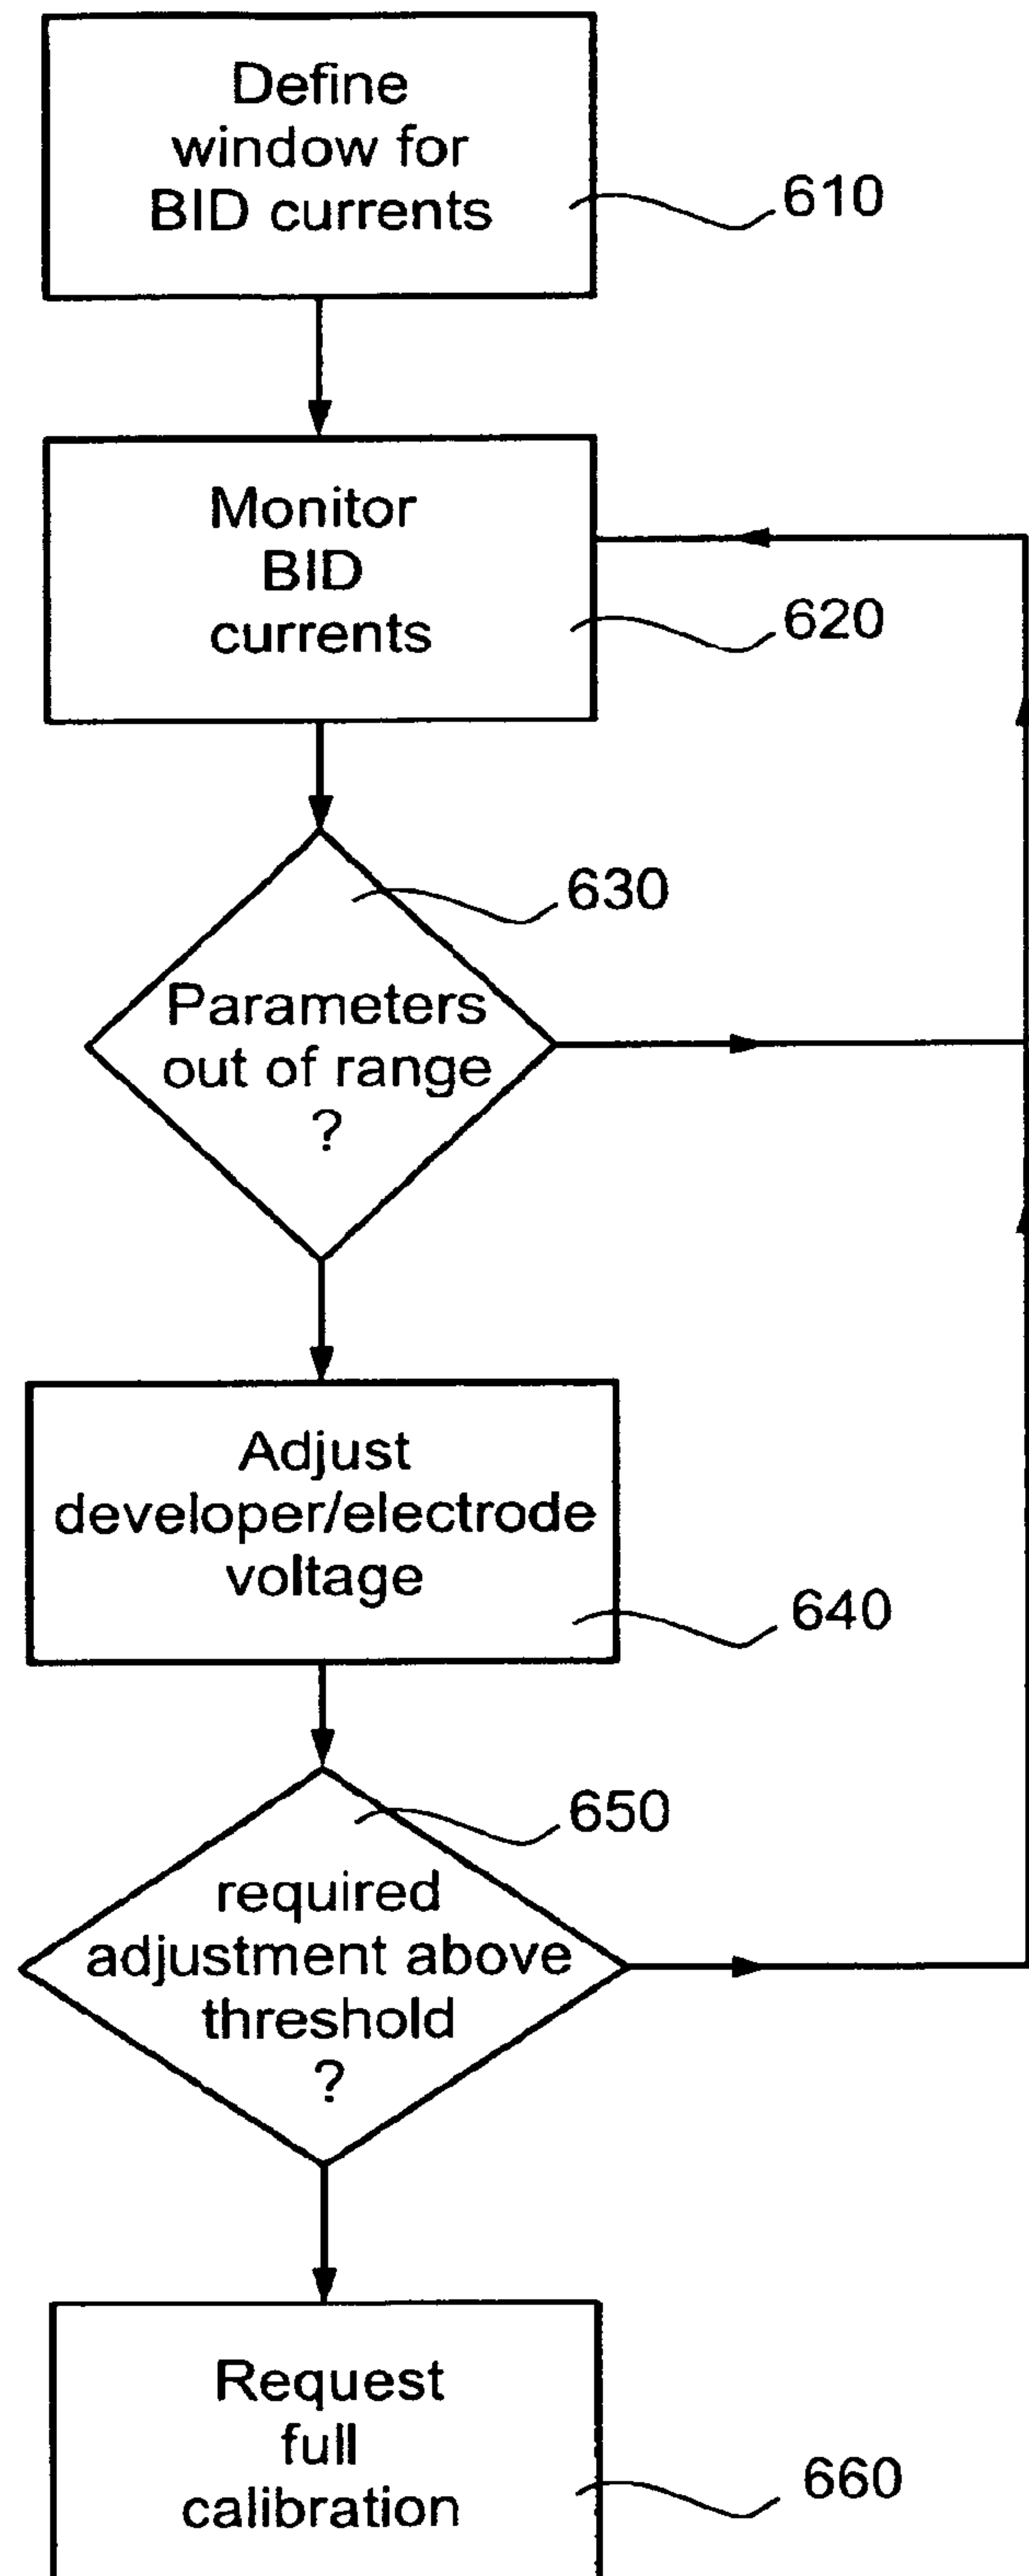 Define
window for
BID currents
610
Monitor
BID
currents
620
630
Parameters
out of range
?
Adjust
developer/electrode
voltage
640
650
required
adjustment above
threshold
?
Request
full
calibration
660